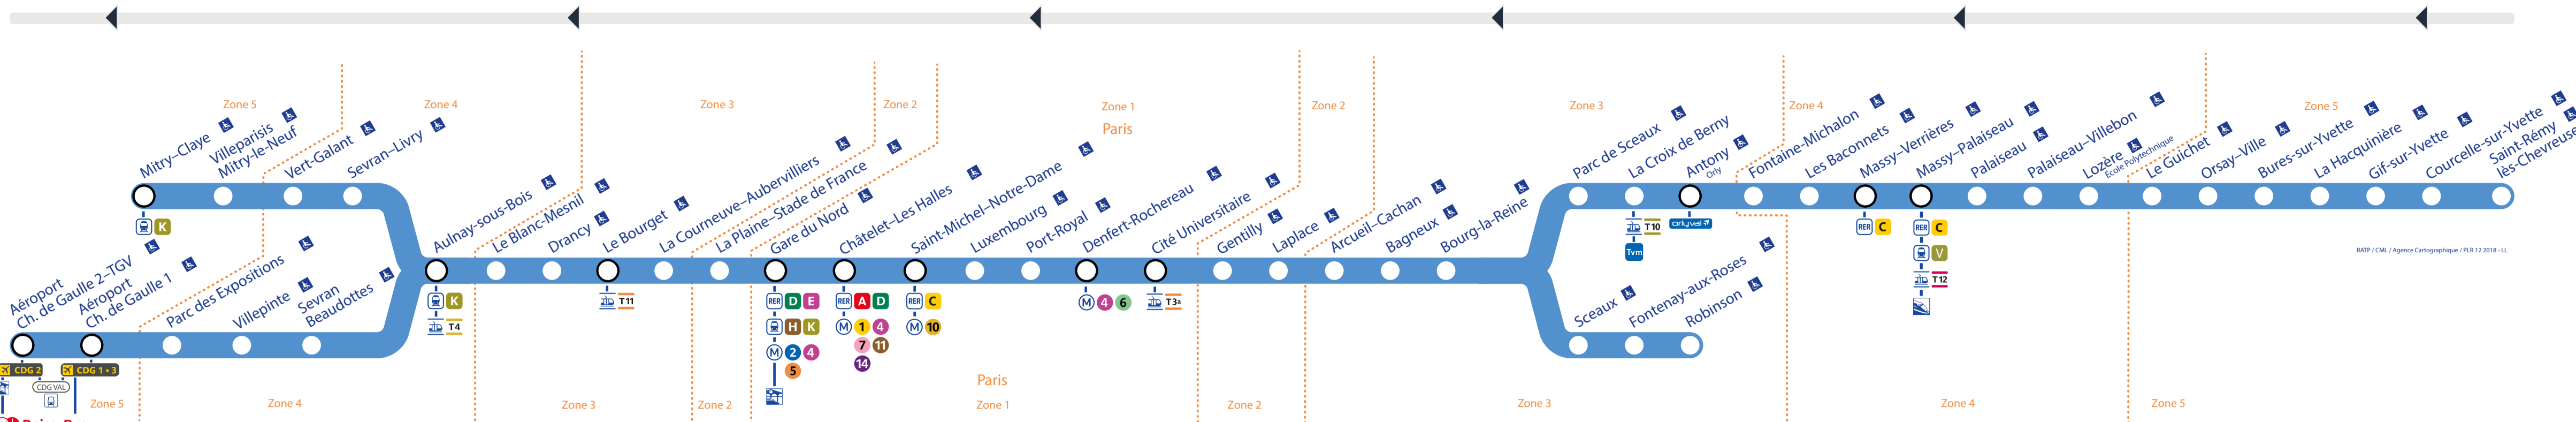 Zone 5
Zone 4
Zone 3
Zone 2
Zone 1
Paris
Zone 2
Zone 3
Zone 4
Zone 5
Mitry–Claye
Villeparisis
Mitry-le-Neuf
Vert-Galant
Sevran–Livry
K
Aéroport
Ch. de Gaulle 2–TGV
Aéroport
Ch. de Gaulle 1
Parc des Expositions
Villepinte
Sevran
Beaudottes
CDG 2
CDG 1 • 3
CDG VAL
Aulnay-sous-Bois
K
T4
Le Blanc-Mesnil
Drancy
Le Bourget
T11
La Courneuve–Aubervilliers
La Plaine–Stade de France
Gare du Nord
RER D E
H K
M 2 4
5
Châtelet–Les Halles
RER A D
M 1 4
7 11
14
Saint-Michel–Notre-Dame
RER C
M 10
Luxembourg
Port-Royal
Denfert-Rochereau
M 4 6
Cité Universitaire
T3a
Gentilly
Laplace
Arcueil–Cachan
Bagneux
Bourg-la-Reine
Parc de Sceaux
La Croix de Berny
T10
Tvm
Antony
Orly
orlyval
Fontaine-Michalon
Les Baconnets
Massy–Verrières
RER C
Massy–Palaiseau
RER C
V
T12
Palaiseau
Palaiseau–Villebon
Lozère
École Polytechnique
Le Guichet
Orsay–Ville
Bures-sur-Yvette
La Hacquinière
Gif-sur-Yvette
Courcelle-sur-Yvette
Saint-Rémy
lès-Chevreuse
Sceaux
Fontenay-aux-Roses
Robinson
RATP / CML / Agence Cartographique / PLR 12 2018 - LL
Zone 5
Zone 4
Zone 3
Zone 2
Paris
Zone 1
Zone 2
Zone 3
Zone 4
Zone 5